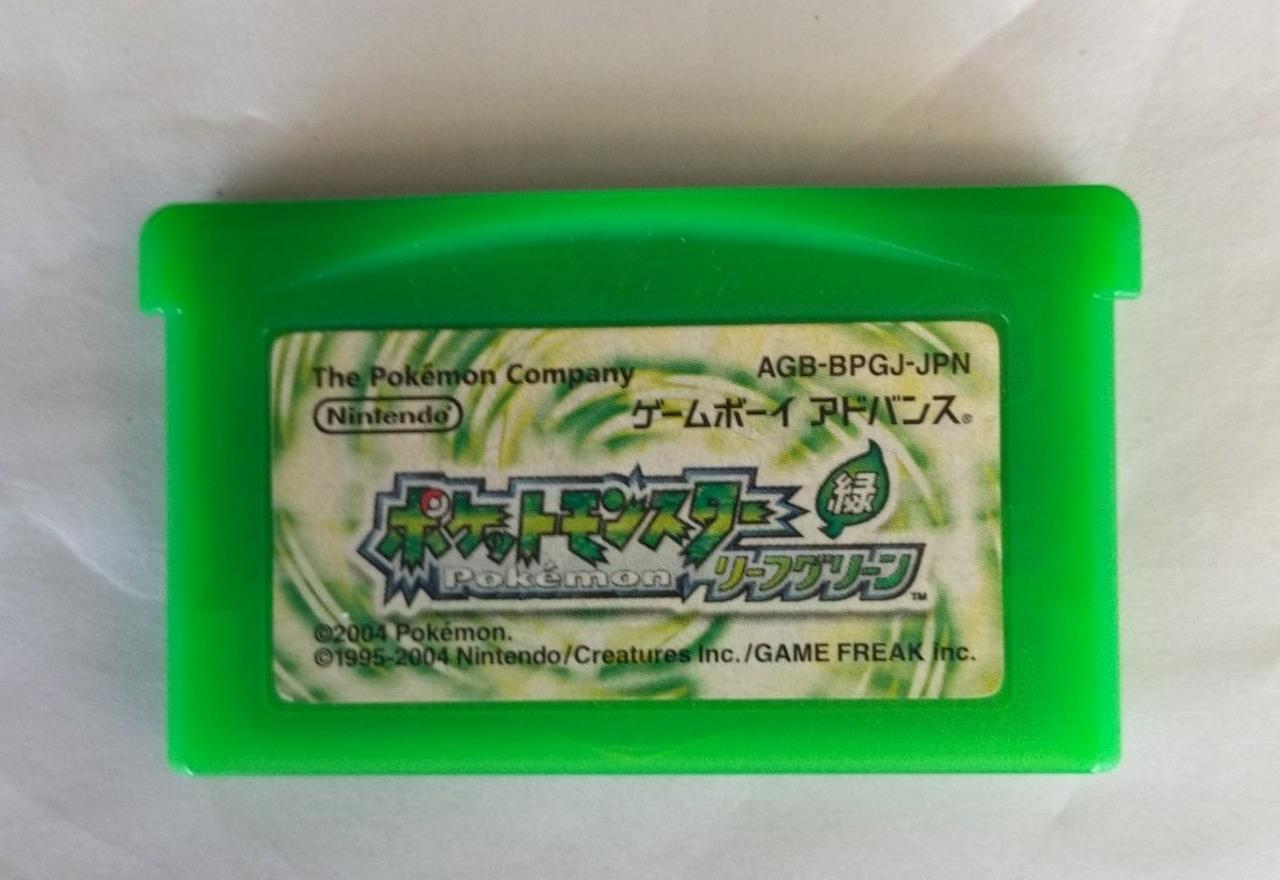 The Pokémon Company
AGB-BPGJ-JPN
Nintendo®
ゲームボーイ アドバンス®
ポケットモンスター
緑
Pokémon
リーフグリーン™
©2004 Pokémon.
©1995-2004 Nintendo/Creatures Inc./GAME FREAK inc.